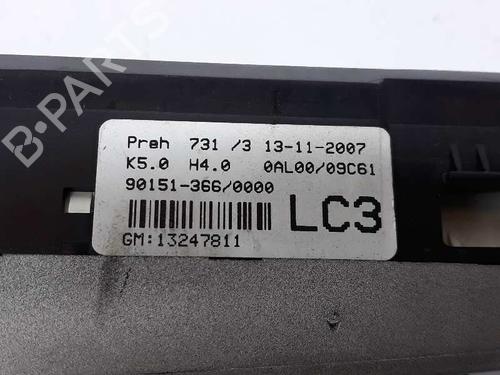 Preh 731 /3 13-11-2007
K5.0 H4.0 0AL00/09C61
90151-366/0000
LC3
GM:13247811
B-PARTS